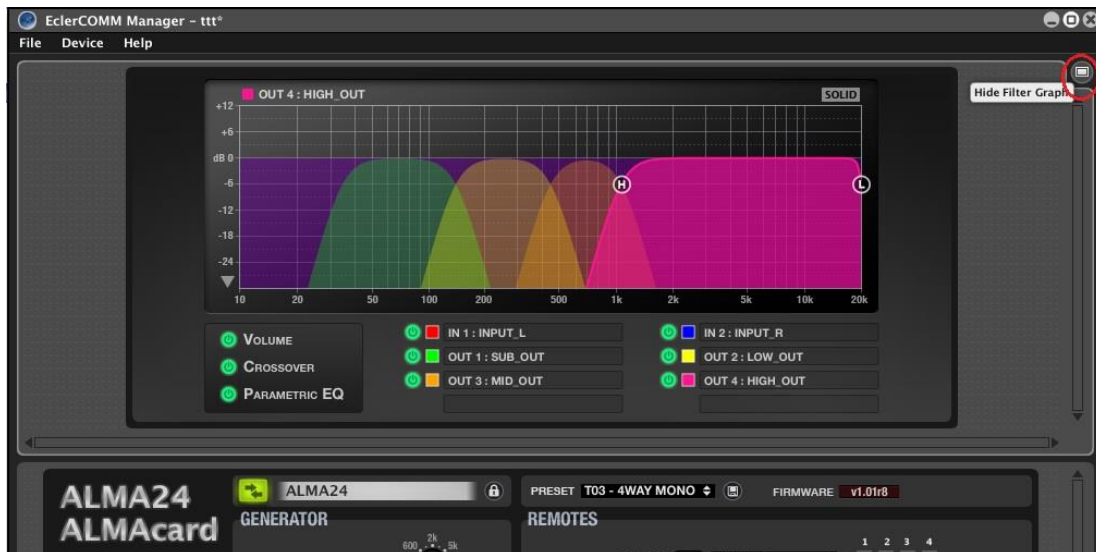 EclerCOMM Manager – ttt*
File Device Help
Hide Filter Graph
OUT 4 : HIGH_OUT SOLID
+12
+6
dB 0
-6
-12
-18
-24
H L
10 20 50 100 200 500 1k 2k 5k 10k 20k
VOLUME
CROSSOVER
PARAMETRIC EQ
IN 1 : INPUT_L IN 2 : INPUT_R
OUT 1 : SUB_OUT OUT 2 : LOW_OUT
OUT 3 : MID_OUT OUT 4 : HIGH_OUT
ALMA24
ALMAcard
ALMA24 PRESET T03 - 4WAY MONO FIRMWARE v1.01r8
GENERATOR REMOTES
600 2k 5k
1 2 3 4